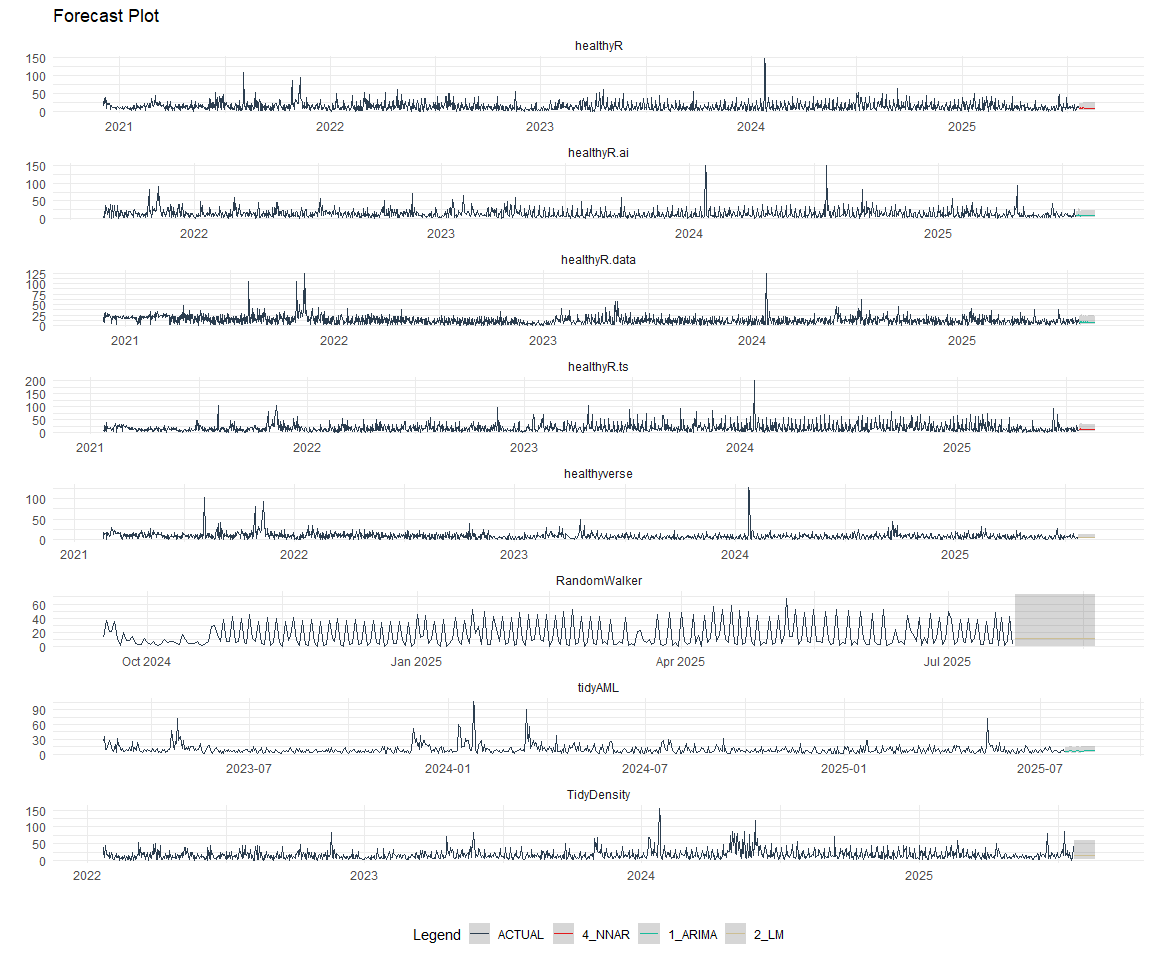 Forecast Plot
healthyR
150
100
50
0
2021 2022 2023 2024 2025
healthyR.ai
150
100
50
0
2022 2023 2024 2025
healthyR.data
125
100
75
50
25
0
2021 2022 2023 2024 2025
healthyR.ts
200
150
100
50
0
2021 2022 2023 2024 2025
healthyverse
100
50
0
2021 2022 2023 2024 2025
RandomWalker
60
40
20
0
Oct 2024 Jan 2025 Apr 2025 Jul 2025
tidyAML
90
60
30
0
2023-07 2024-01 2024-07 2025-01 2025-07
TidyDensity
150
100
50
0
2022 2023 2024 2025
Legend ACTUAL 4_NNAR 1_ARIMA 2_LM